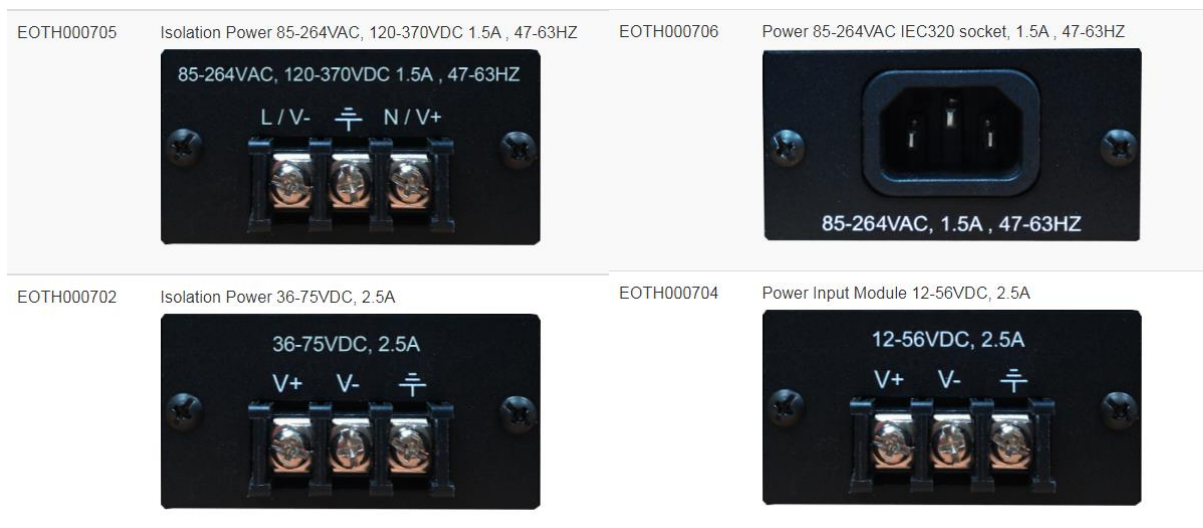 EOTH000705 Isolation Power 85-264VAC, 120-370VDC 1.5A , 47-63HZ
85-264VAC, 120-370VDC 1.5A , 47-63HZ
L / V- N / V+
EOTH000706 Power 85-264VAC IEC320 socket, 1.5A , 47-63HZ
85-264VAC, 1.5A , 47-63HZ
EOTH000702 Isolation Power 36-75VDC, 2.5A
36-75VDC, 2.5A
V+ V-
EOTH000704 Power Input Module 12-56VDC, 2.5A
12-56VDC, 2.5A
V+ V-